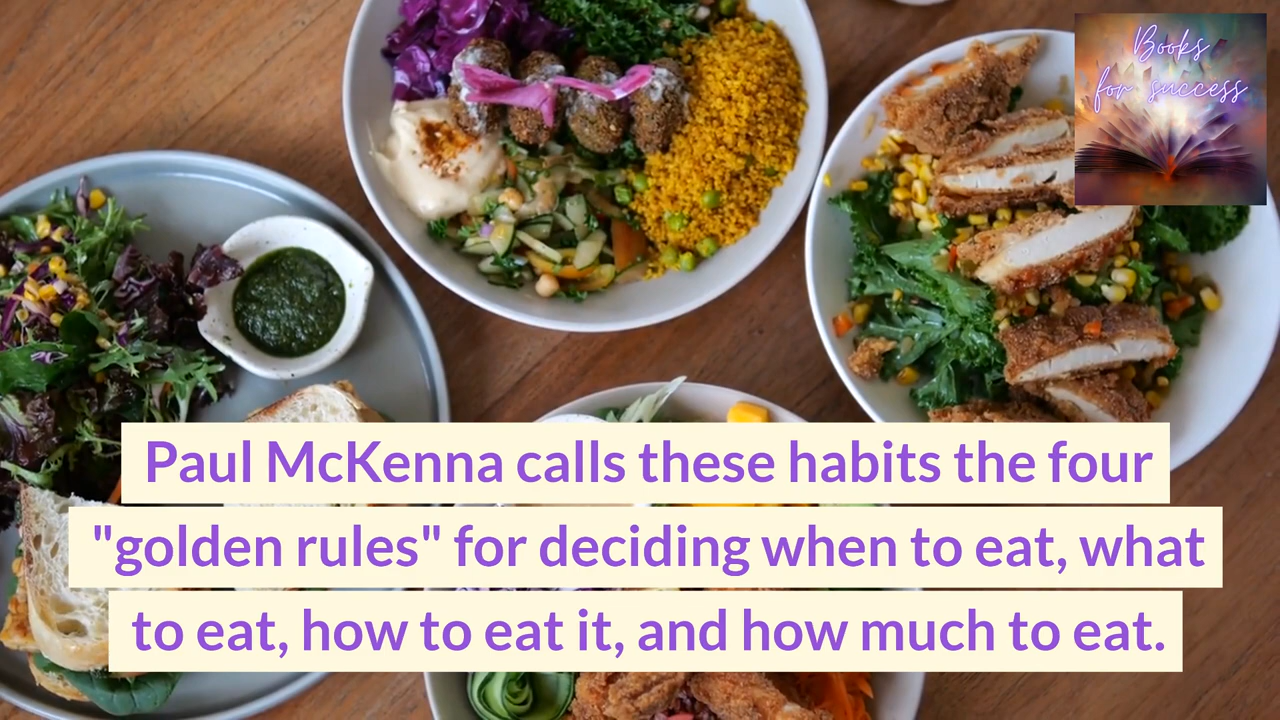 Books
for success
Paul McKenna calls these habits the four
"golden rules" for deciding when to eat, what
to eat, how to eat it, and how much to eat.